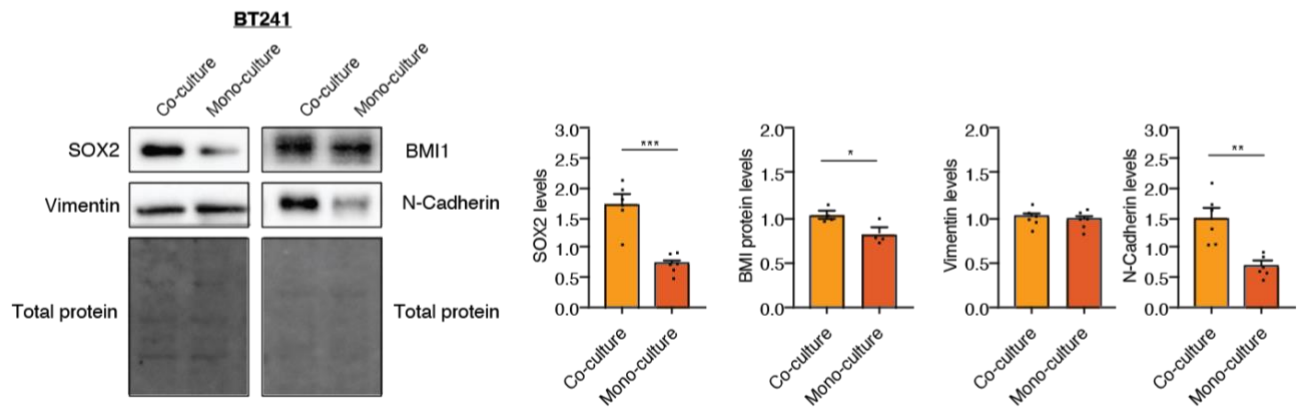 BT241
Co-culture
Mono-culture
Co-culture
Mono-culture
SOX2
BMI1
Vimentin
N-Cadherin
Total protein
Total protein
SOX2 levels
3.0
2.5
2.0
1.5
1.0
0.5
0.0
***
Co-culture
Mono-culture
BMI protein levels
2.0
1.5
1.0
0.5
0.0
*
Co-culture
Mono-culture
Vimentin levels
2.0
1.5
1.0
0.5
0.0
Co-culture
Mono-culture
N-Cadherin levels
3.0
2.5
2.0
1.5
1.0
0.5
0.0
**
Co-culture
Mono-culture